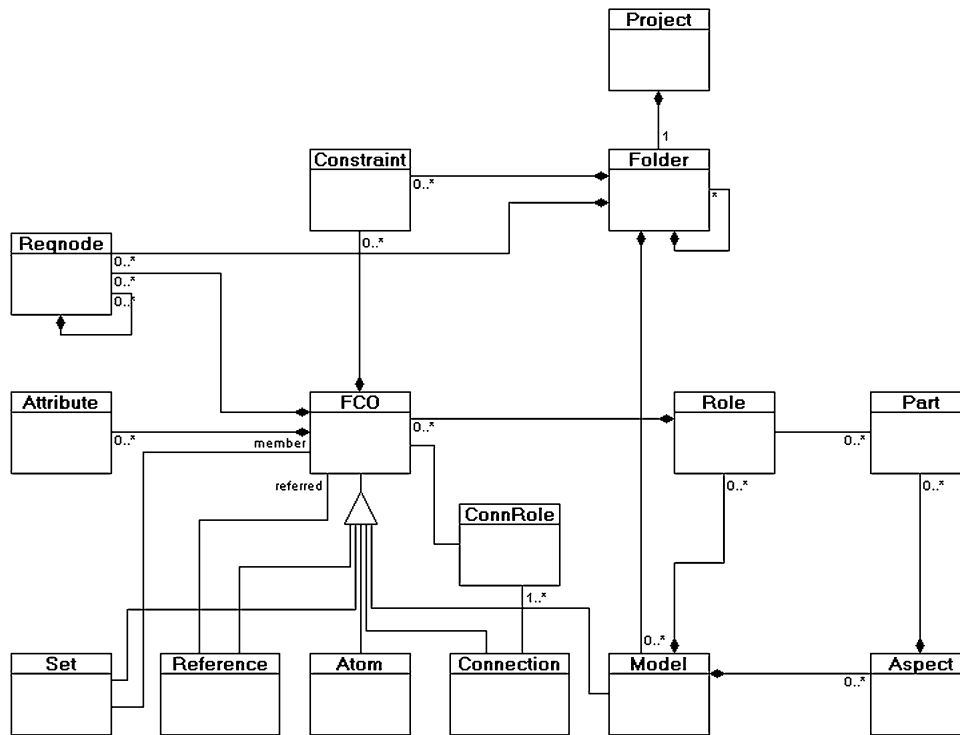 Project
1
Constraint
Folder
0..*
*
0..*
Reqnode
0..*
0..*
0..*
Attribute
FCO
Role
Part
0..*
0..*
0..*
member
referred
0..*
0..*
ConnRole
1..*
0..*
Set
Reference
Atom
Connection
Model
Aspect
0..*